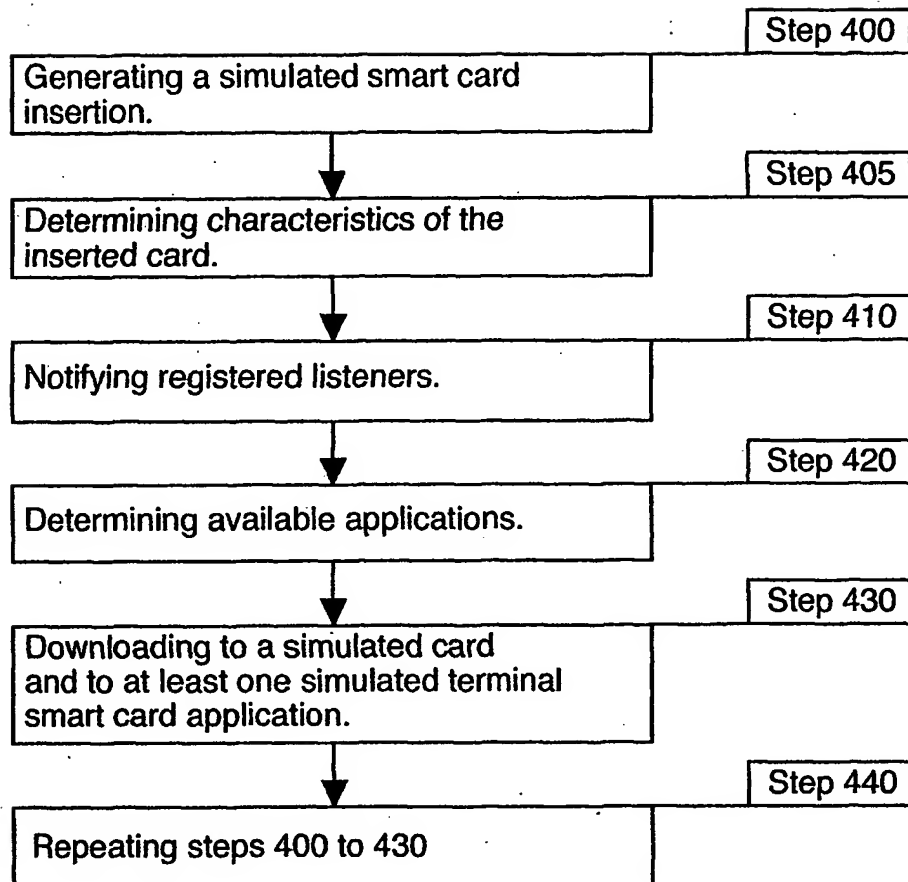 Step 400
Generating a simulated smart card
insertion.
Step 405
Determining characteristics of the
inserted card.
Step 410
Notifying registered listeners.
Step 420
Determining available applications.
Step 430
Downloading to a simulated card
and to at least one simulated terminal
smart card application.
Step 440
Repeating steps 400 to 430